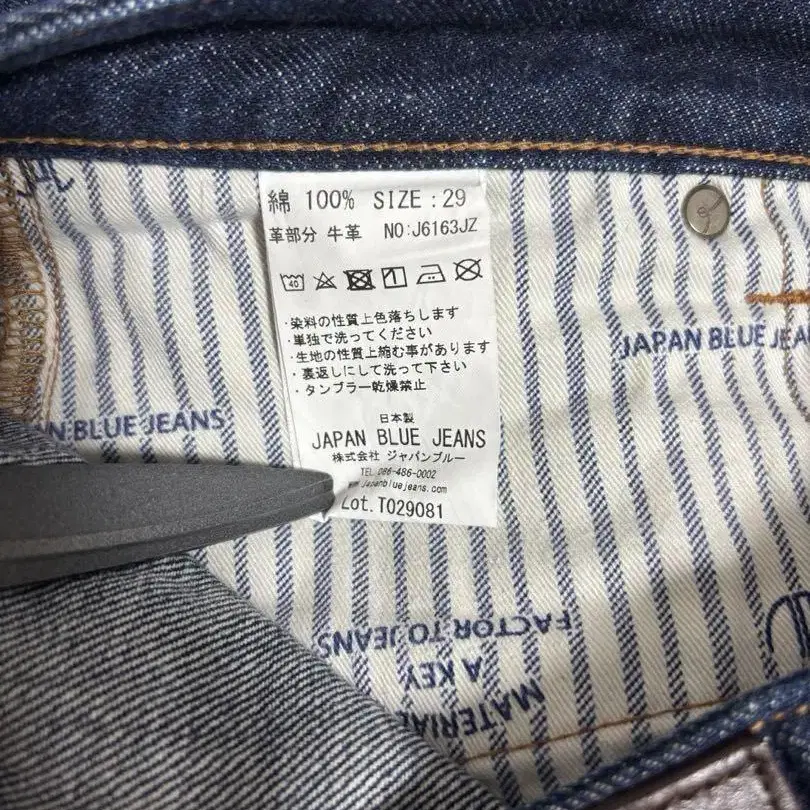 綿 100% SIZE : 29
革部分 牛革 NO:J6163JZ
40
・染料の性質上色落ちします
・単独で洗ってください
・生地の性質上縮む事があります
・裏返しにして洗って下さい
・タンブラー乾燥禁止
日本製
JAPAN BLUE JEANS
株式会社 ジャパンブルー
TEL 086-486-0002
japanbluejeans.com
Lot.T029081
JAPAN BLUE JEA
N BLUE JEANS
MATERIAL
A KEY
FACTOR TO JEANS